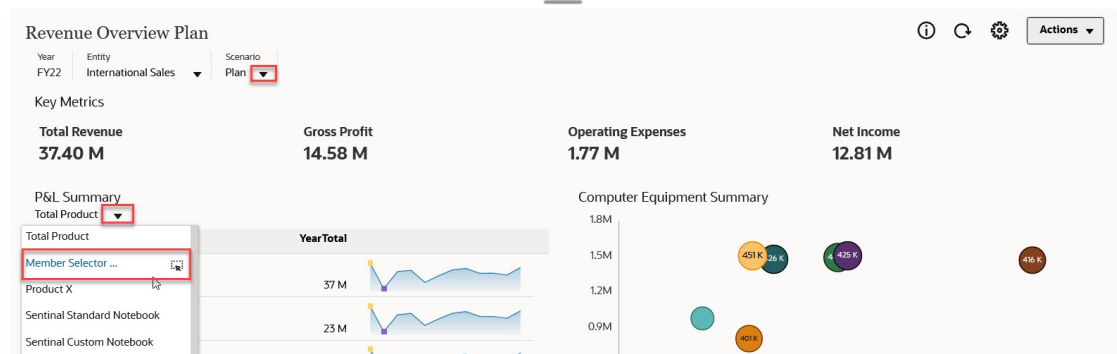 Revenue Overview Plan
Actions
Year Entity Scenario
FY22 International Sales Plan
Key Metrics
Total Revenue Gross Profit Operating Expenses Net Income
37.40 M 14.58 M 1.77 M 12.81 M
P&L Summary
Total Product
Total Product
Member Selector ...
Product X
Sentinal Standard Notebook
Sentinal Custom Notebook
YearTotal
37 M
23 M
Computer Equipment Summary
1.8M
1.5M
1.2M
0.9M
451 K
26 K
425 K
416 K
401 K